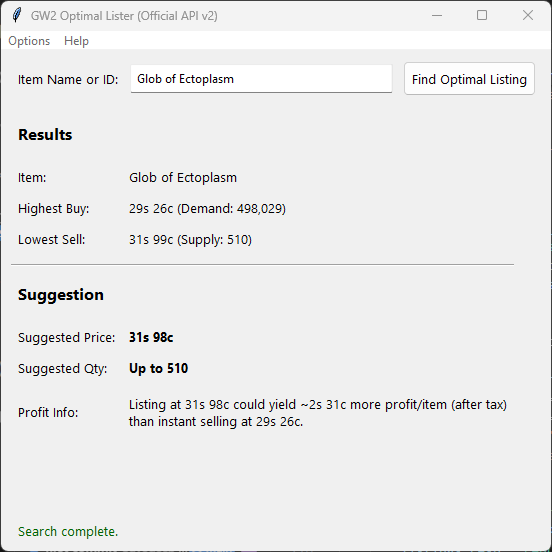 GW2 Optimal Lister (Official API v2)
Options Help
Item Name or ID: Glob of Ectoplasm Find Optimal Listing
Results
Item: Glob of Ectoplasm
Highest Buy: 29s 26c (Demand: 498,029)
Lowest Sell: 31s 99c (Supply: 510)
Suggestion
Suggested Price: 31s 98c
Suggested Qty: Up to 510
Profit Info: Listing at 31s 98c could yield ~2s 31c more profit/item (after tax)
than instant selling at 29s 26c.
Search complete.